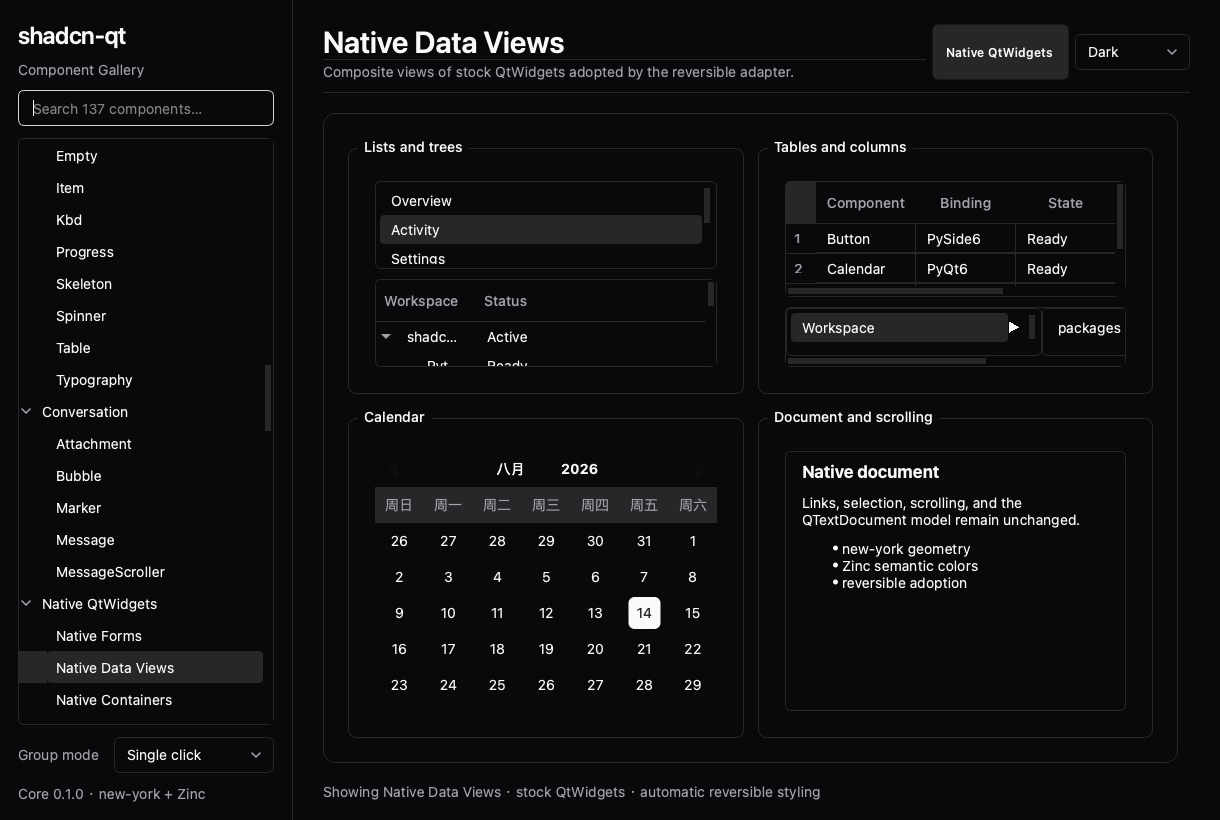 shadcn-qt
Component Gallery
Search 137 components...
Empty
Item
Kbd
Progress
Skeleton
Spinner
Table
Typography
Conversation
Attachment
Bubble
Marker
Message
MessageScroller
Native QtWidgets
Native Forms
Native Data Views
Native Containers
Group mode
Single click
Core 0.1.0 · new-york + Zinc
Native Data Views
Composite views of stock QtWidgets adopted by the reversible adapter.
Native QtWidgets
Dark
Lists and trees
Overview
Activity
Settings
Workspace Status
shadc... Active
Pyt Ready
Tables and columns
Component Binding State
1 Button PySide6 Ready
2 Calendar PyQt6 Ready
Workspace packages
Calendar
八月 2026
周日 周一 周二 周三 周四 周五 周六
26 27 28 29 30 31 1
2 3 4 5 6 7 8
9 10 11 12 13 14 15
16 17 18 19 20 21 22
23 24 25 26 27 28 29
Document and scrolling
Native document
Links, selection, scrolling, and the
QTextDocument model remain unchanged.
• new-york geometry
• Zinc semantic colors
• reversible adoption
Showing Native Data Views · stock QtWidgets · automatic reversible styling